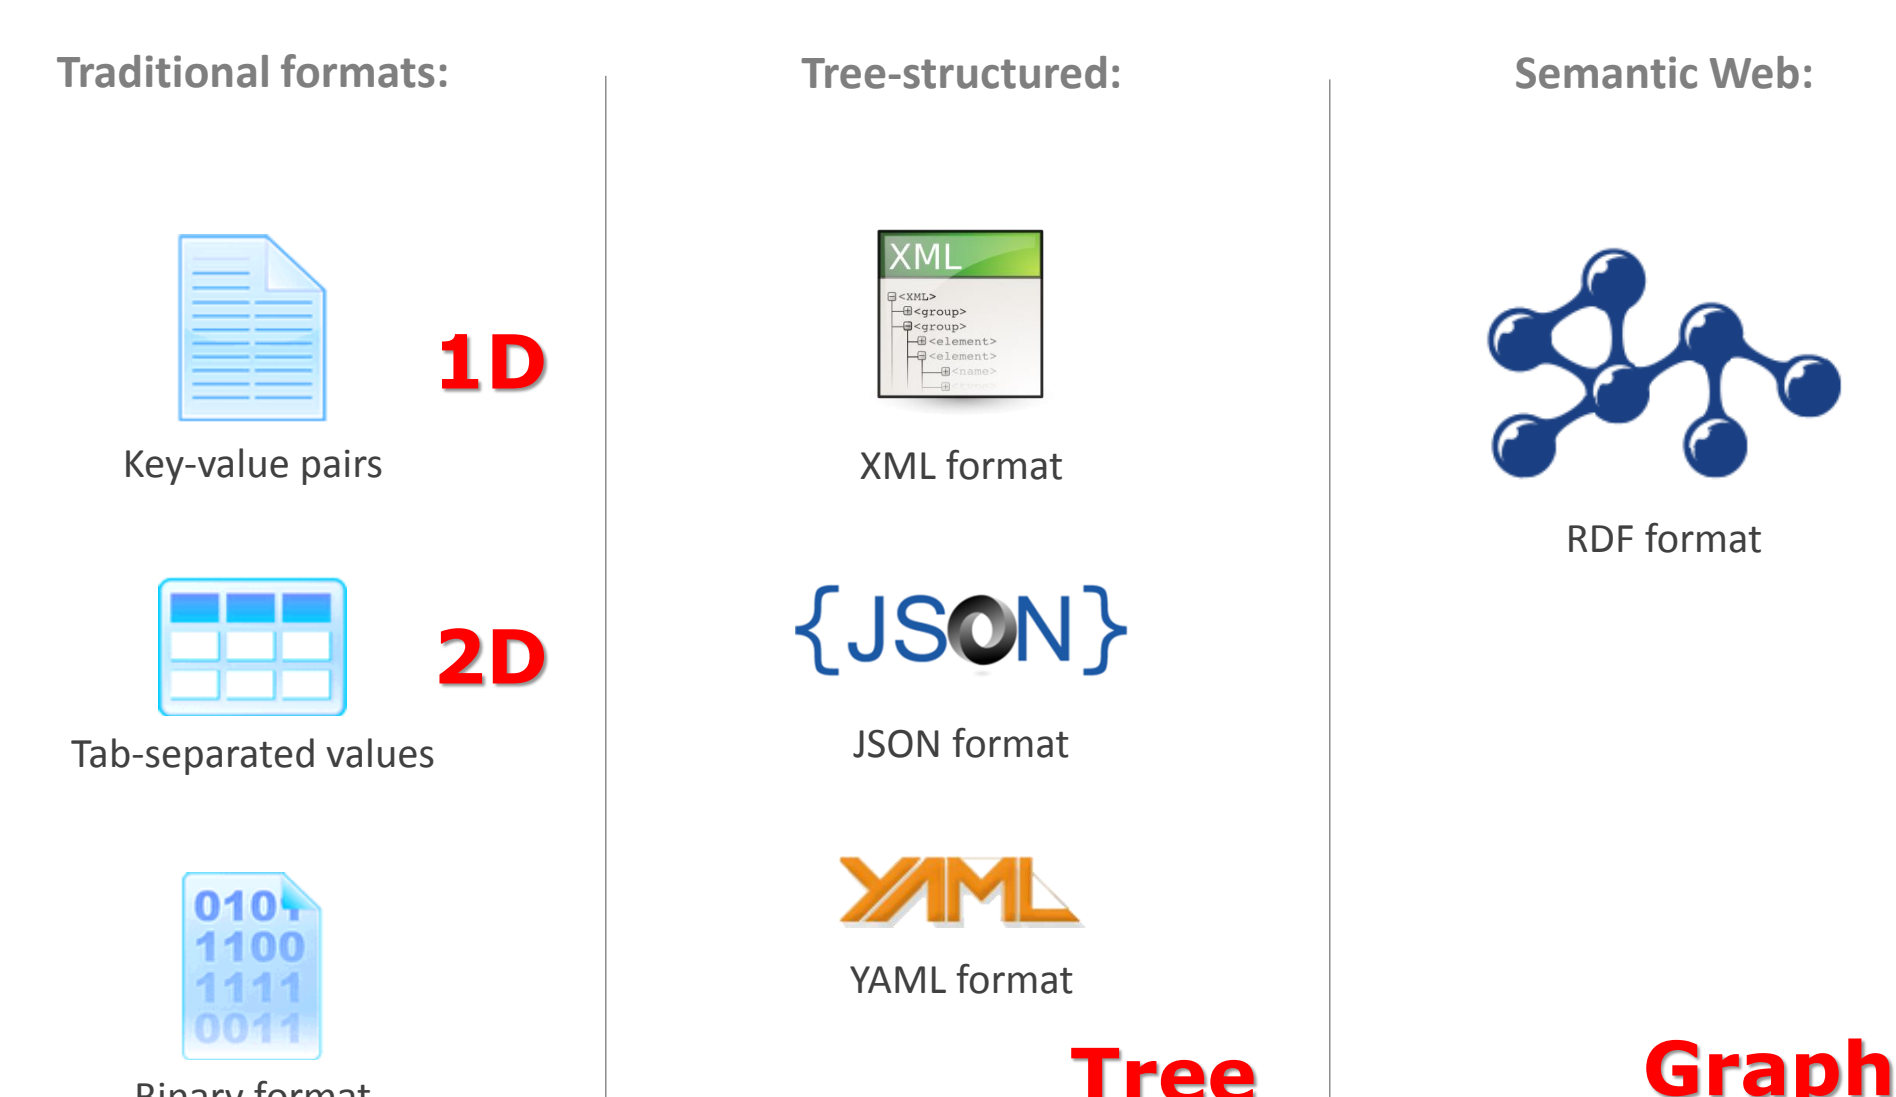 Traditional formats:
1D
Key-value pairs
2D
Tab-separated values
0101
1100
1111
0011
Binary format
Tree-structured:
XML
<XML>
<group>
<group>
<element>
<element>
<name>
<type>
XML format
{JSON}
JSON format
YAML
YAML format
Tree
Semantic Web:
RDF format
Graph